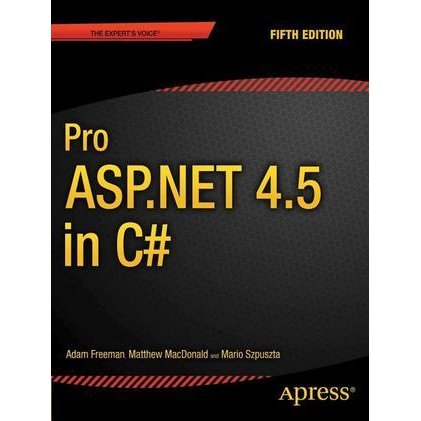 THE EXPERT'S VOICE®
FIFTH EDITION
Pro
ASP.NET 4.5
in C#
Adam Freeman, Matthew MacDonald and Mario Szpuszta
Apress®